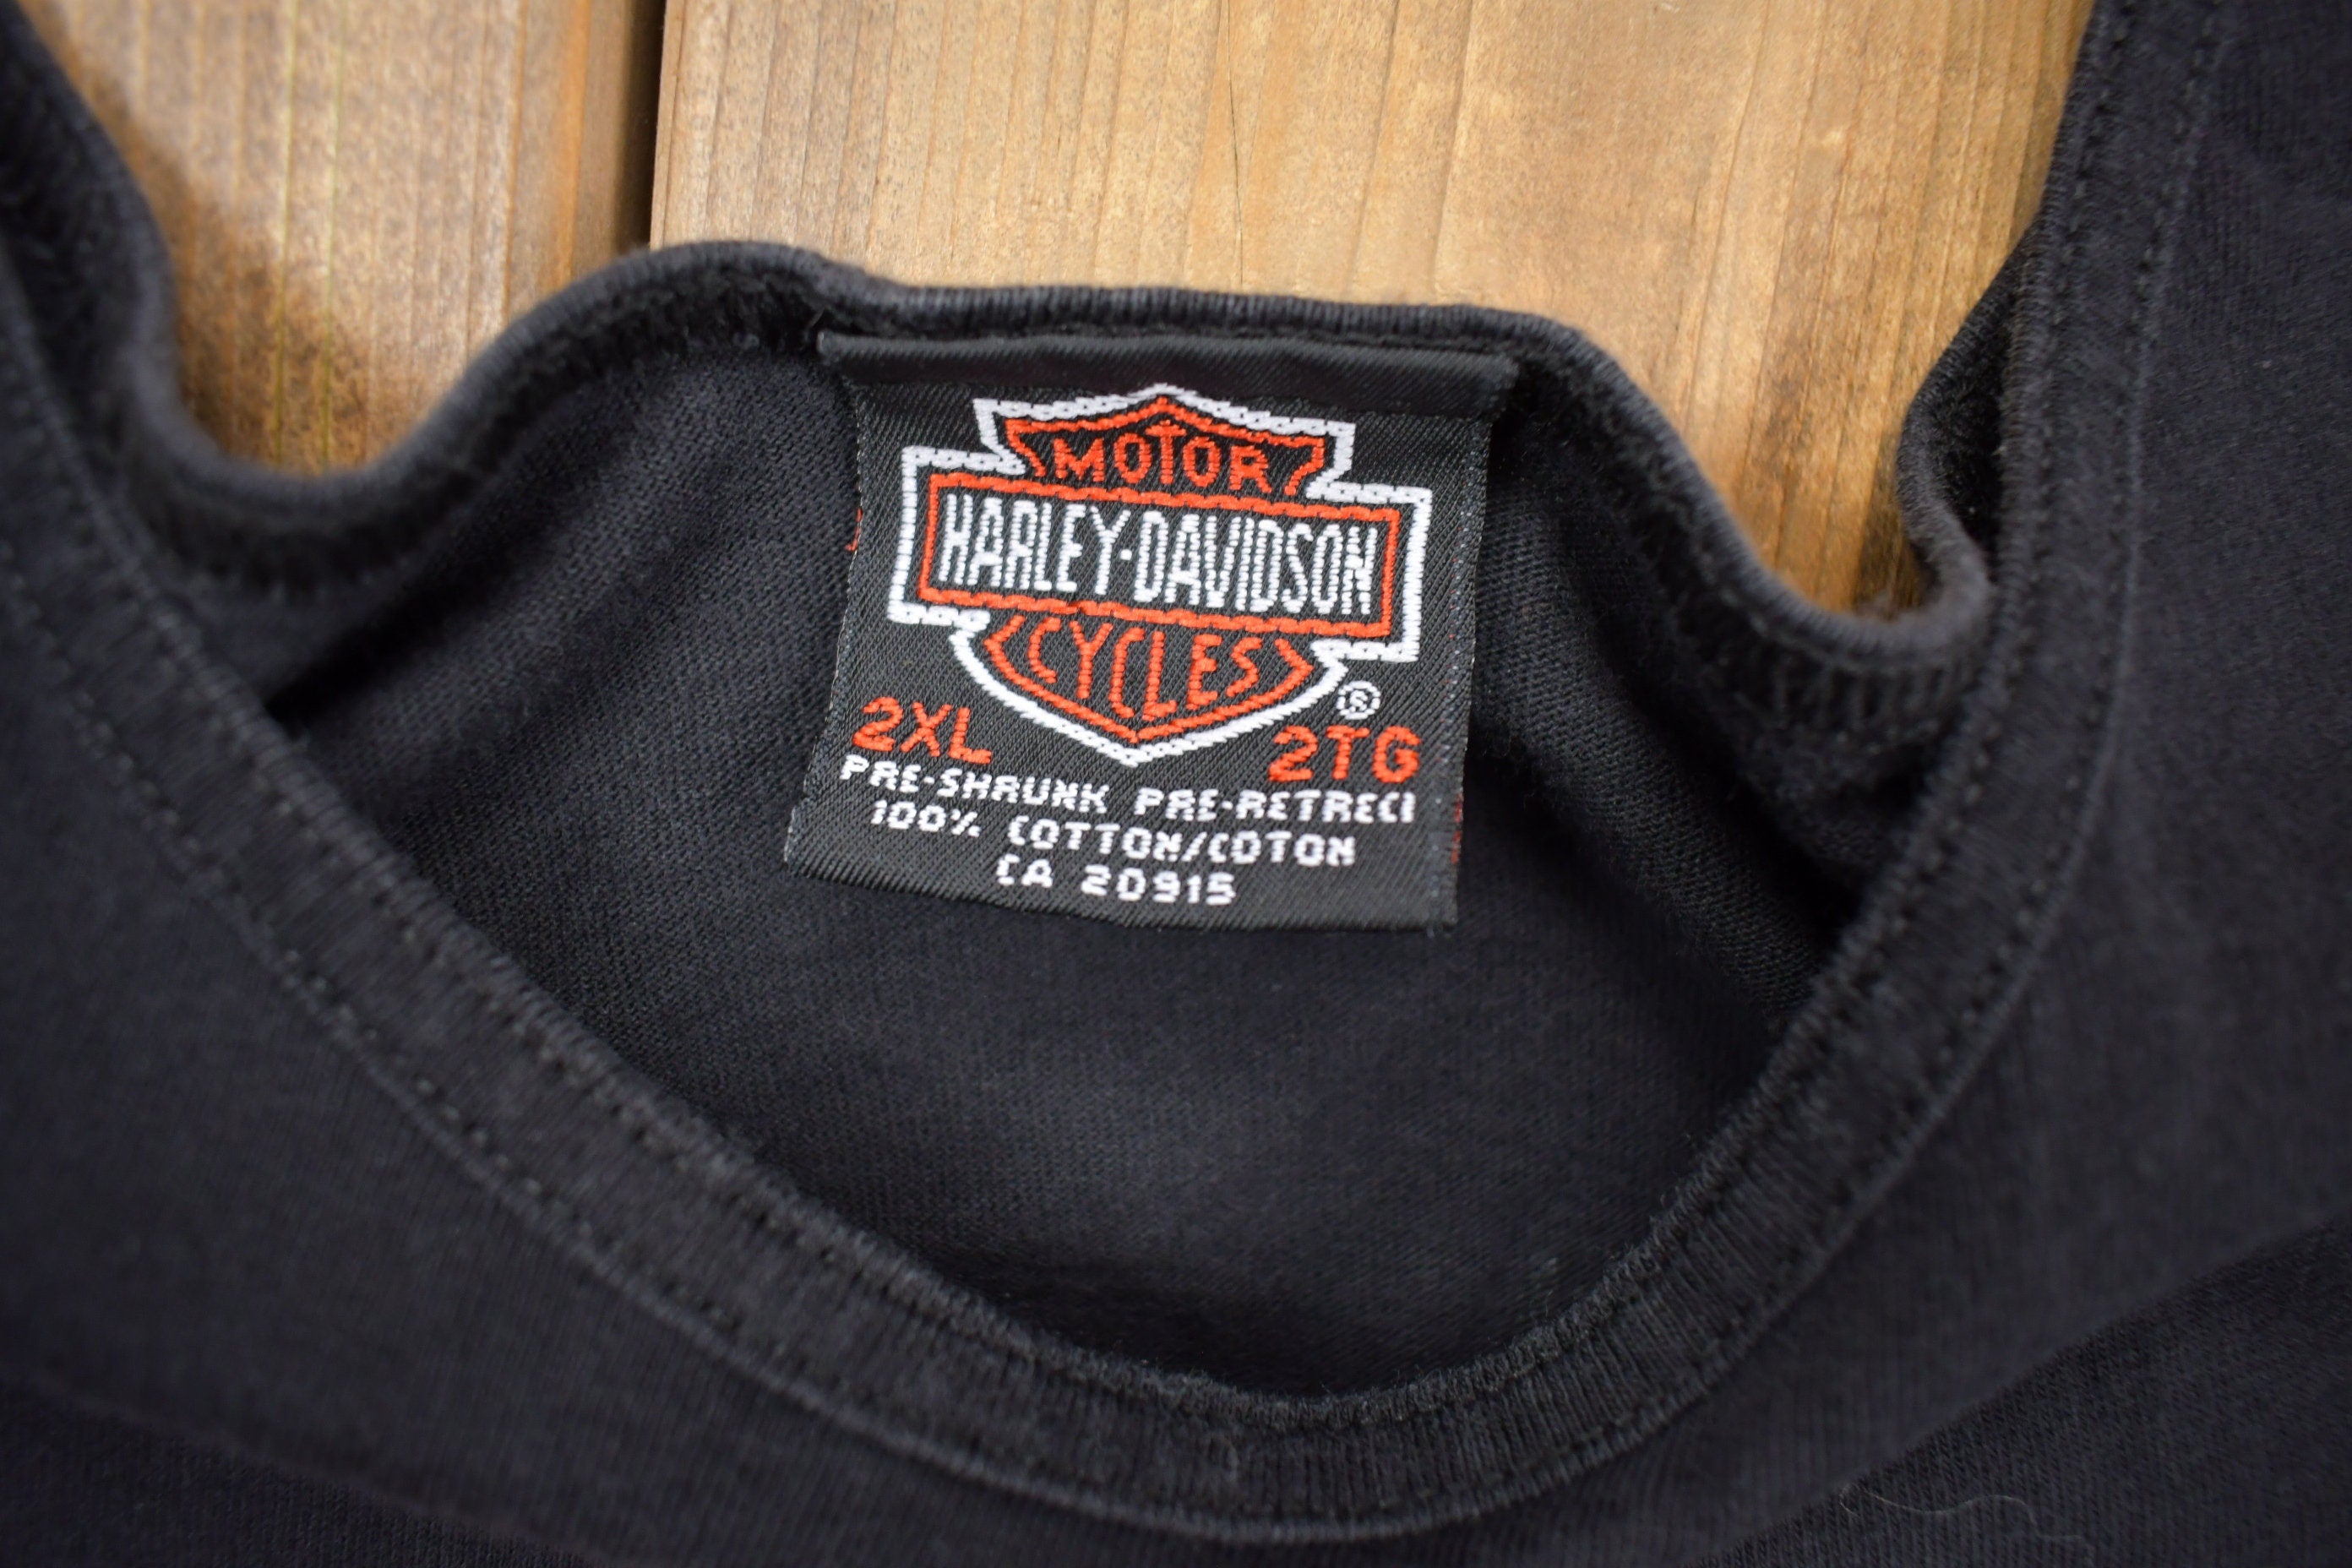 MOTOR
HARLEY-DAVIDSON
CYCLES
®
2XL 2TG
PRE-SHRUNK PRE-RETRECI
100% COTTON/COTON
CA 20915